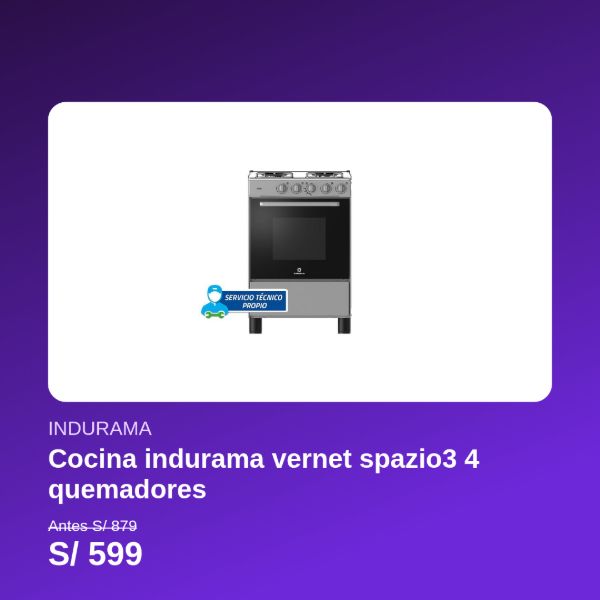 SERVICIO TÉCNICO
PROPIO
INDURAMA
Cocina indurama vernet spazio3 4
quemadores
Antes S/ 879
S/ 599